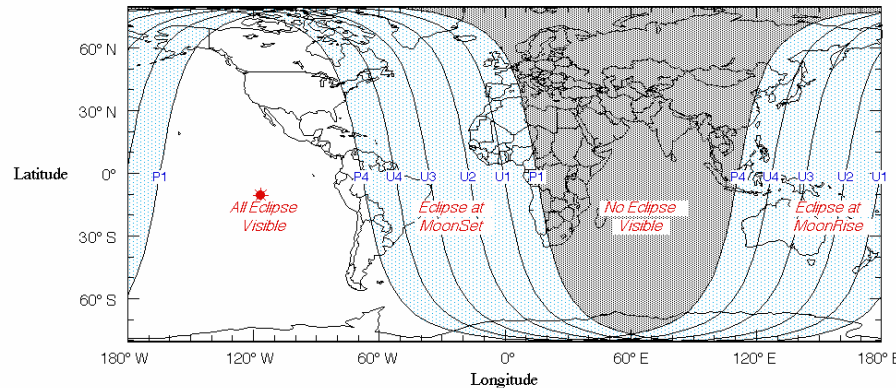 60° N
30° N
Latitude
0°
P1 P4 U4 U3 U2 U1 P1 P4 U4 U3 U2 U1
All Eclipse Visible
Eclipse at MoonSet
No Eclipse Visible
Eclipse at MoonRise
30° S
60° S
180° W 120° W 60° W 0° 60° E 120° E 180° E
Longitude